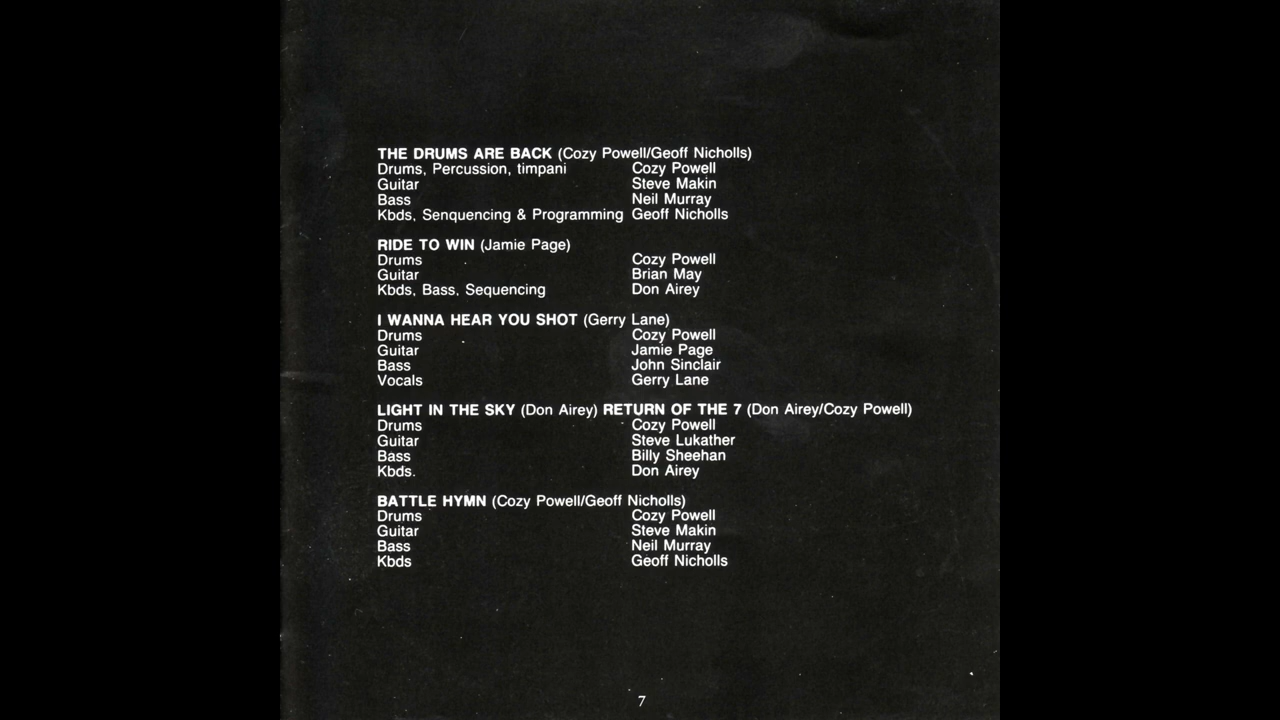 THE DRUMS ARE BACK (Cozy Powell/Geoff Nicholls)
Drums, Percussion, timpani Cozy Powell
Guitar Steve Makin
Bass Neil Murray
Kbds, Senquencing & Programming Geoff Nicholls
RIDE TO WIN (Jamie Page)
Drums Cozy Powell
Guitar Brian May
Kbds, Bass, Sequencing Don Airey
I WANNA HEAR YOU SHOT (Gerry Lane)
Drums Cozy Powell
Guitar Jamie Page
Bass John Sinclair
Vocals Gerry Lane
LIGHT IN THE SKY (Don Airey) RETURN OF THE 7 (Don Airey/Cozy Powell)
Drums Cozy Powell
Guitar Steve Lukather
Bass Billy Sheehan
Kbds. Don Airey
BATTLE HYMN (Cozy Powell/Geoff Nicholls)
Drums Cozy Powell
Guitar Steve Makin
Bass Neil Murray
Kbds Geoff Nicholls
7